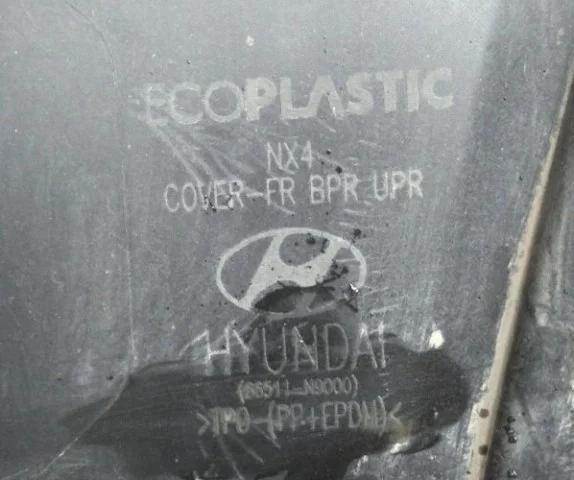 ECOPLASTIC
NX4
COVER-FR BPR UPR
HYUNDAI
(86511-N9000)
>TPO-(PP+EPDM)<